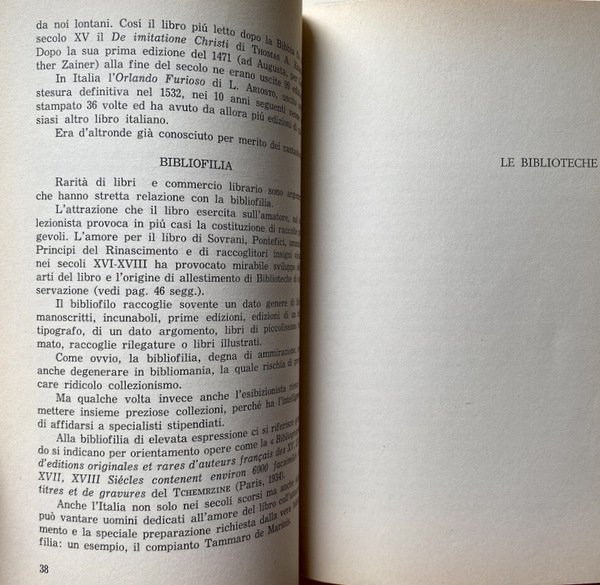 da noi lontani. Cosí il libro piú letto dopo la Bibbia
secolo XV il De imitatione Christi di THOMAS A.
Dopo la sua prima edizione del 1471 (ad Augusta, per
ther Zainer) alla fine del secolo ne erano uscite 99
In Italia l'Orlando Furioso di L. ARIOSTO, uscito
stesura definitiva nel 1532, nei 10 anni seguenti
stampato 36 volte ed ha avuto da allora piú edizioni di
siasi altro libro italiano.
Era d'altronde già conosciuto per merito dei
BIBLIOFILIA
Rarità di libri e commercio librario sono
che hanno stretta relazione con la bibliofilia.
L'attrazione che il libro esercita sull'amatore,
lezionista provoca in piú casi la costituzione di raccolte
gevoli. L'amore per il libro di Sovrani, Pontefici,
Principi del Rinascimento e di raccoglitori insigni
nei secoli XVI-XVIII ha provocato mirabile sviluppo
arti del libro e l'origine di allestimento di Biblioteche di
servazione (vedi pag. 46 segg.).
Il bibliofilo raccoglie sovente un dato genere di
manoscritti, incunaboli, prime edizioni, edizioni di un
tipografo, di un dato argomento, libri di piccolissimo
mato, raccoglie rilegature o libri illustrati.
Come ovvio, la bibliofilia, degna di ammirazione,
anche degenerare in bibliomania, la quale rischia di
care ridicolo collezionismo.
Ma qualche volta invece anche l'esibizionista
mettere insieme preziose collezioni, perché ha
di affidarsi a specialisti stipendiati.
Alla bibliofilia di elevata espressione ci si riferisce
do si indicano per orientamento opere come la «
d'editions originales et rares d'auteurs français des XV
XVII, XVIII Siécles contenent environ 6000
titres et de gravures del TCHEMRZINE (Paris, 1934).
Anche l'Italia non solo nei secoli scorsi ma anche
può vantare uomini dedicati all'amore del libro
mento e la speciale preparazione richiesta dalla vera
filia: un esempio, il compianto Tammaro de Marinis.
38
LE BIBLIOTECHE